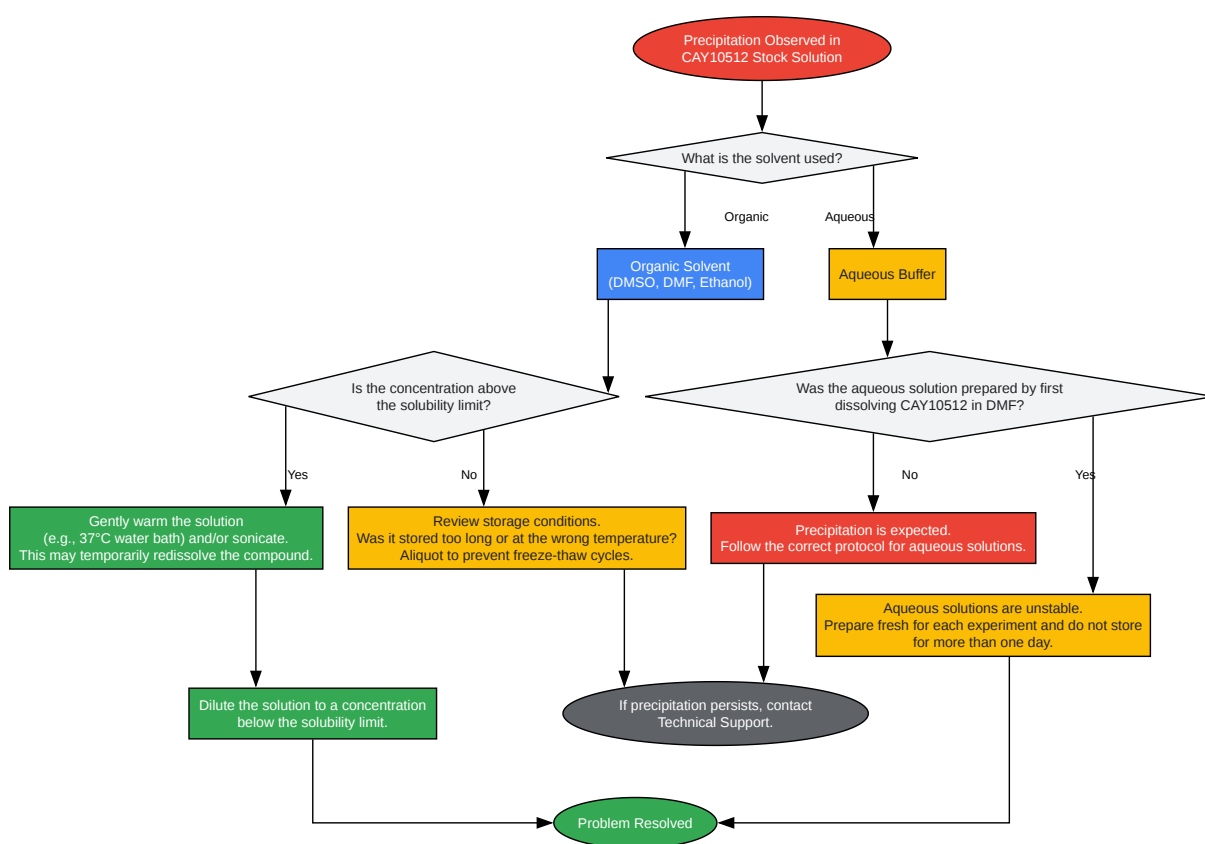 Precipitation Observed in
CAY10512 Stock Solution
What is the solvent used?
Organic
Aqueous
Organic Solvent
(DMSO, DMF, Ethanol)
Aqueous Buffer
Is the concentration above
the solubility limit?
Was the aqueous solution prepared by first
dissolving CAY10512 in DMF?
Yes
No
No
Yes
Gently warm the solution
(e.g., 37°C water bath) and/or sonicate.
This may temporarily redissolve the compound.
Review storage conditions.
Was it stored too long or at the wrong temperature?
Aliquot to prevent freeze-thaw cycles.
Precipitation is expected.
Follow the correct protocol for aqueous solutions.
Aqueous solutions are unstable.
Prepare fresh for each experiment and do not store
for more than one day.
Dilute the solution to a concentration
below the solubility limit.
If precipitation persists, contact
Technical Support.
Problem Resolved